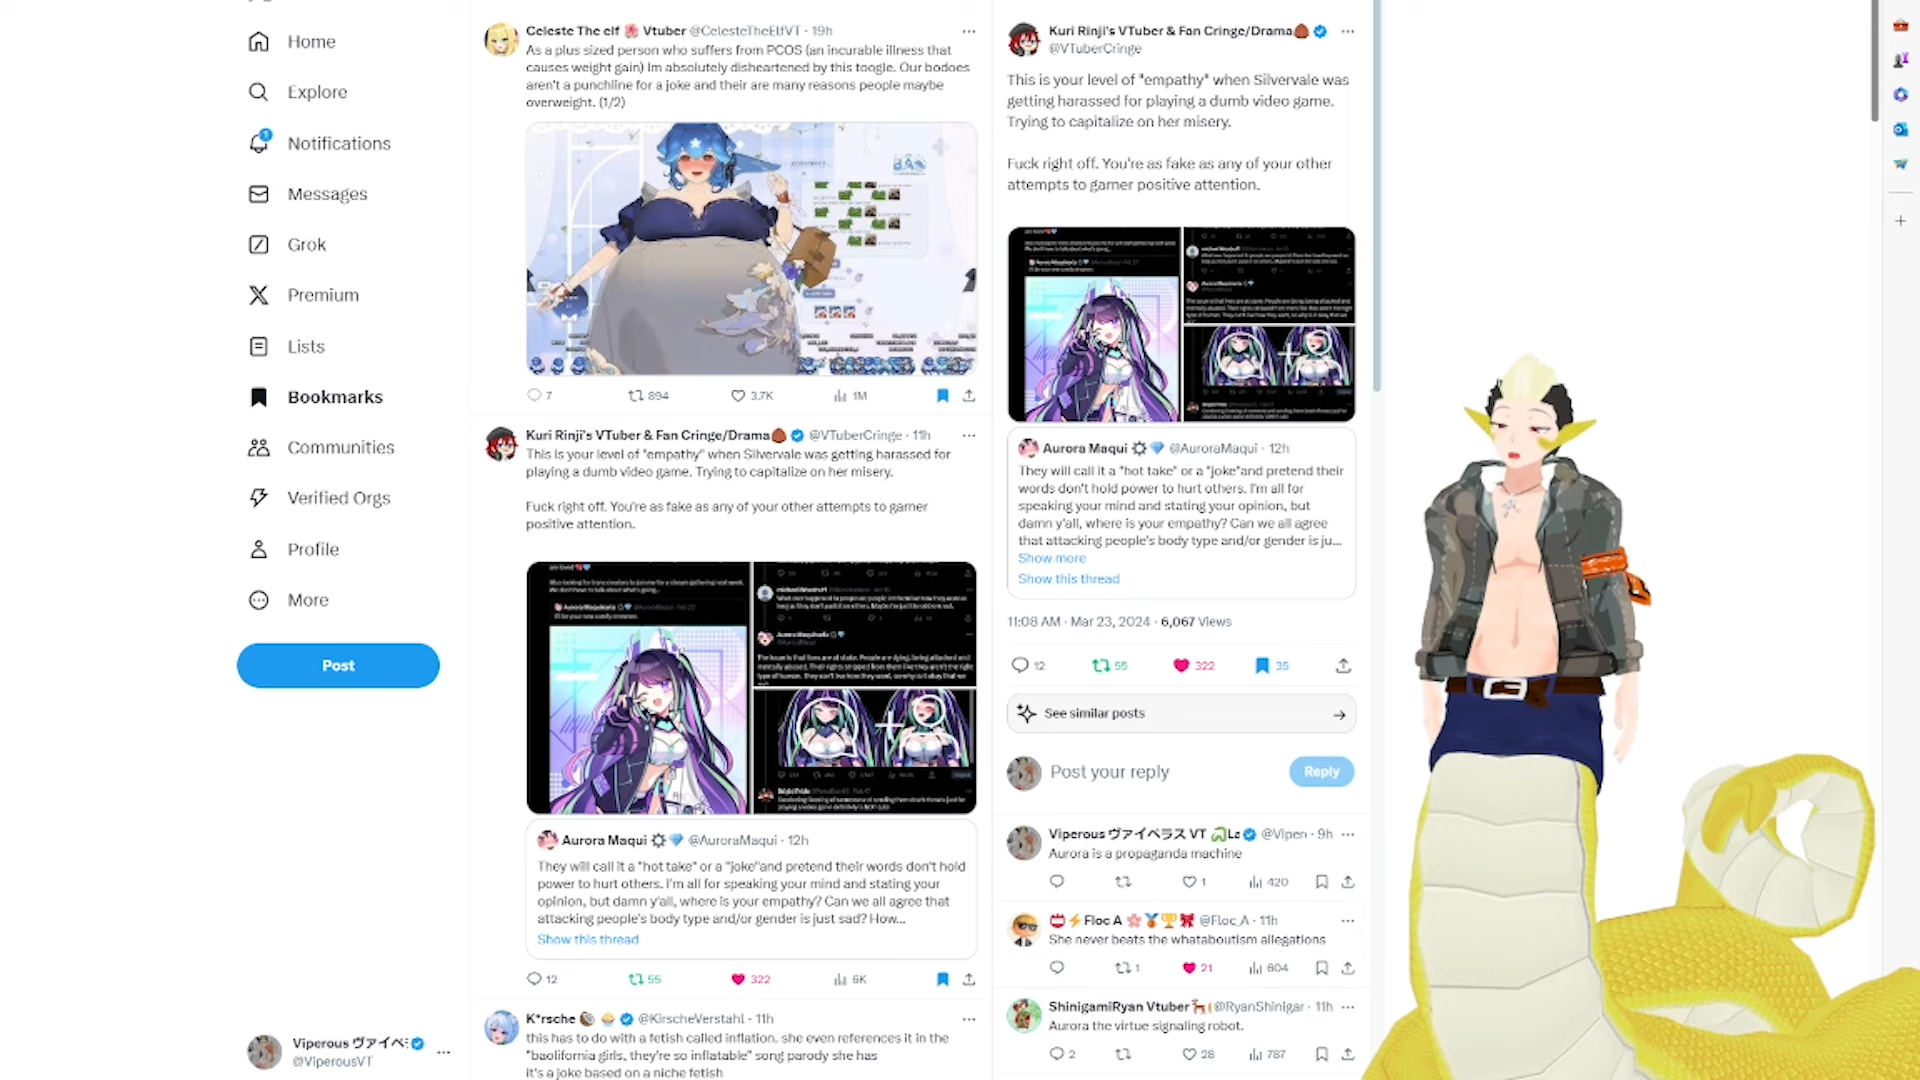 Home
Explore
Notifications
Messages
Grok
Premium
Lists
Bookmarks
Communities
Verified Orgs
Profile
More
Post
Viperous ヴァイペ
@ViperousVT
Celeste The elf Vtuber @CelesteTheElfVT · 19h
As a plus sized person who suffers from PCOS (an incurable illness that
causes weight gain) Im absolutely disheartened by this toogle. Our bodoes
aren't a punchline for a joke and their are many reasons people maybe
overweight. (1/2)
7 894 3.7K 1M
Kuri Rinji's VTuber & Fan Cringe/Drama @VTuberCringe · 11h
This is your level of "empathy" when Silvervale was getting harassed for
playing a dumb video game. Trying to capitalize on her misery.
Fuck right off. You're as fake as any of your other attempts to garner
positive attention.
Aurora Maqui @AuroraMaqui · 12h
They will call it a "hot take" or a "joke"and pretend their words don't hold
power to hurt others. I'm all for speaking your mind and stating your
opinion, but damn y'all, where is your empathy? Can we all agree that
attacking people's body type and/or gender is just sad? How...
Show this thread
12 55 322 6K
K*rsche @KirscheVerstahl · 11h
this has to do with a fetish called inflation. she even references it in the
"baolifornia girls, they're so inflatable" song parody she has
it's a joke based on a niche fetish
Kuri Rinji's VTuber & Fan Cringe/Drama
@VTuberCringe
This is your level of "empathy" when Silvervale was
getting harassed for playing a dumb video game.
Trying to capitalize on her misery.
Fuck right off. You're as fake as any of your other
attempts to garner positive attention.
Aurora Maqui @AuroraMaqui · 12h
They will call it a "hot take" or a "joke"and pretend their
words don't hold power to hurt others. I'm all for
speaking your mind and stating your opinion, but
damn y'all, where is your empathy? Can we all agree
that attacking people's body type and/or gender is ju...
Show more
Show this thread
11:08 AM · Mar 23, 2024 · 6,067 Views
12 55 322 35
See similar posts
Post your reply
Reply
Viperous ヴァイペラス VT La @Viper · 9h
Aurora is a propaganda machine
1 420
Floc A @Floc_A · 11h
She never beats the whataboutism allegations
1 21 604
ShinigamiRyan Vtuber @RyanShinigar · 11h
Aurora the virtue signaling robot.
2 28 787